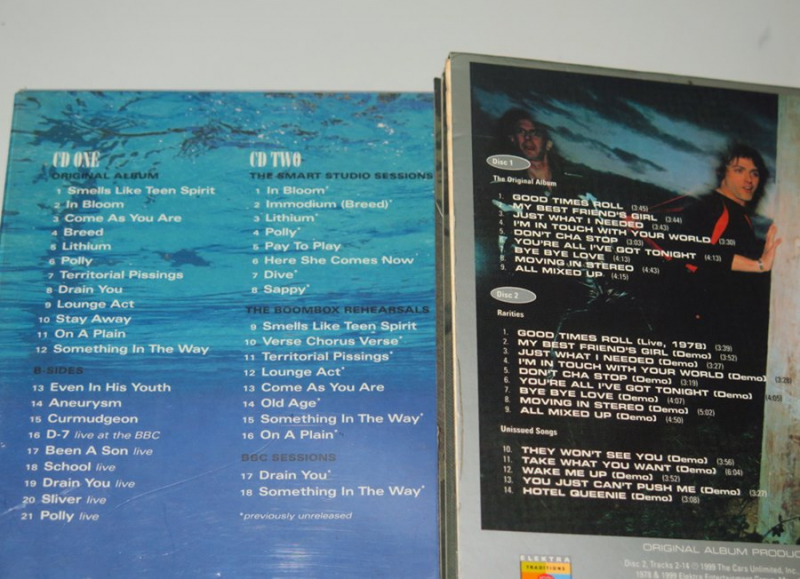 CD ONE
ORIGINAL ALBUM
1 Smells Like Teen Spirit
2 In Bloom
3 Come As You Are
4 Breed
5 Lithium
6 Polly
7 Territorial Pissings
8 Drain You
9 Lounge Act
10 Stay Away
11 On A Plain
12 Something In The Way
B-SIDES
13 Even In His Youth
14 Aneurysm
15 Curmudgeon
16 D-7 live at the BBC
17 Been A Son live
18 School live
19 Drain You live
20 Sliver live
21 Polly live
CD TWO
THE SMART STUDIO SESSIONS
1 In Bloom*
2 Immodium (Breed)*
3 Lithium*
4 Polly*
5 Pay To Play
6 Here She Comes Now*
7 Dive*
8 Sappy*
THE BOOMBOX REHEARSALS
9 Smells Like Teen Spirit
10 Verse Chorus Verse*
11 Territorial Pissings*
12 Lounge Act*
13 Come As You Are
14 Old Age*
15 Something In The Way*
16 On A Plain*
BBC SESSIONS
17 Drain You*
18 Something In The Way*
*previously unreleased
Disc 1
The Original Album
1. GOOD TIMES ROLL (3:45)
2. MY BEST FRIEND'S GIRL (3:44)
3. JUST WHAT I NEEDED (3:43)
4. I'M IN TOUCH WITH YOUR WORLD (3:30)
5. DON'T CHA STOP (3:03)
6. YOU'RE ALL I'VE GOT TONIGHT (4:13)
7. BYE BYE LOVE (4:13)
8. MOVING IN STEREO (4:43)
9. ALL MIXED UP (4:15)
Disc 2
Rarities
1. GOOD TIMES ROLL (Live, 1978) (3:29)
2. MY BEST FRIEND'S GIRL (Demo) (3:52)
3. JUST WHAT I NEEDED (Demo) (3:27)
4. I'M IN TOUCH WITH YOUR WORLD (Demo) (3:28)
5. DON'T CHA STOP (Demo) (3:19)
6. YOU'RE ALL I'VE GOT TONIGHT (Demo) (4:05)
7. BYE BYE LOVE (Demo) (4:07)
8. MOVING IN STEREO (Demo) (5:02)
9. ALL MIXED UP (Demo) (4:50)
Unissued Songs
10. THEY WON'T SEE YOU (Demo) (3:56)
11. TAKE WHAT YOU WANT (Demo) (6:04)
12. WAKE ME UP (Demo) (3:52)
13. YOU JUST CAN'T PUSH ME (Demo) (3:27)
14. HOTEL QUEENIE (Demo) (3:08)
ORIGINAL ALBUM PRODUC
ELEKTRA
TRADITIONS
Disc 2, Tracks 2-14 ℗ 1999 The Cars Unlimited, Inc.
1978 & 1999 Elektra